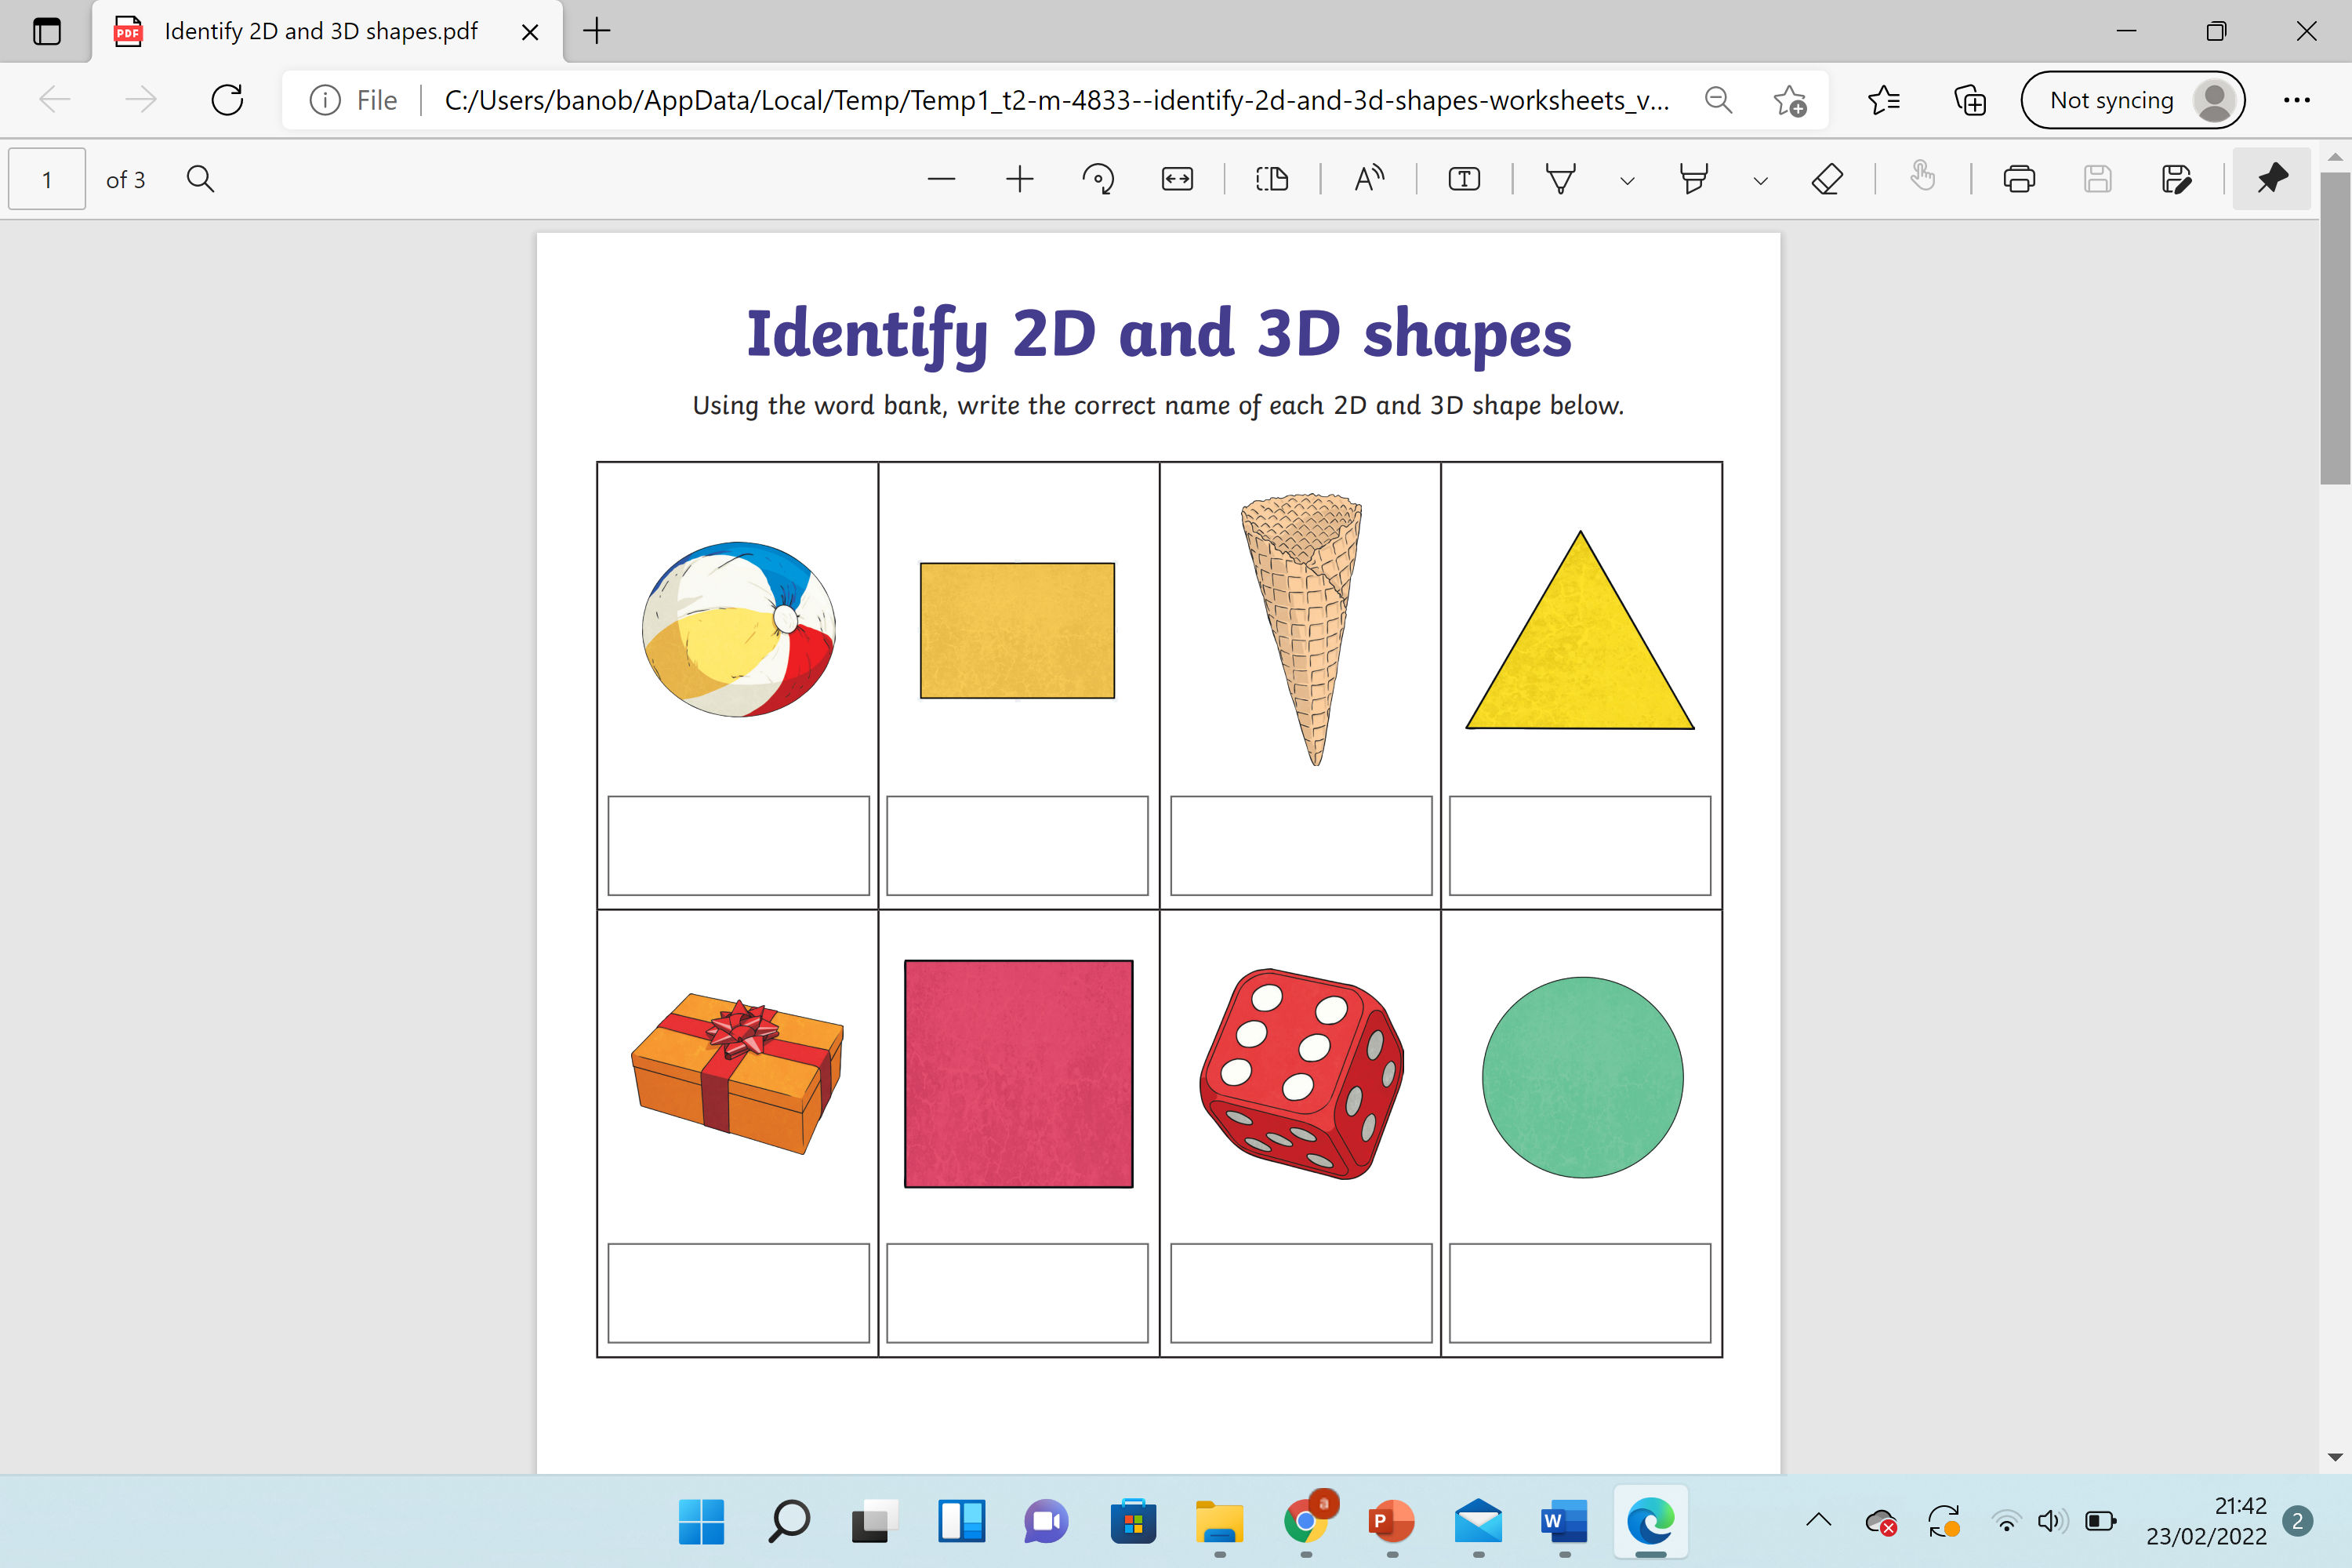 Identify 2D and 3D shapes.pdf
File
C:/Users/banob/AppData/Local/Temp/Temp1_t2-m-4833--identify-2d-and-3d-shapes-worksheets_v...
Not syncing
1 of 3
Identify 2D and 3D shapes
Using the word bank, write the correct name of each 2D and 3D shape below.
21:42
23/02/2022
2